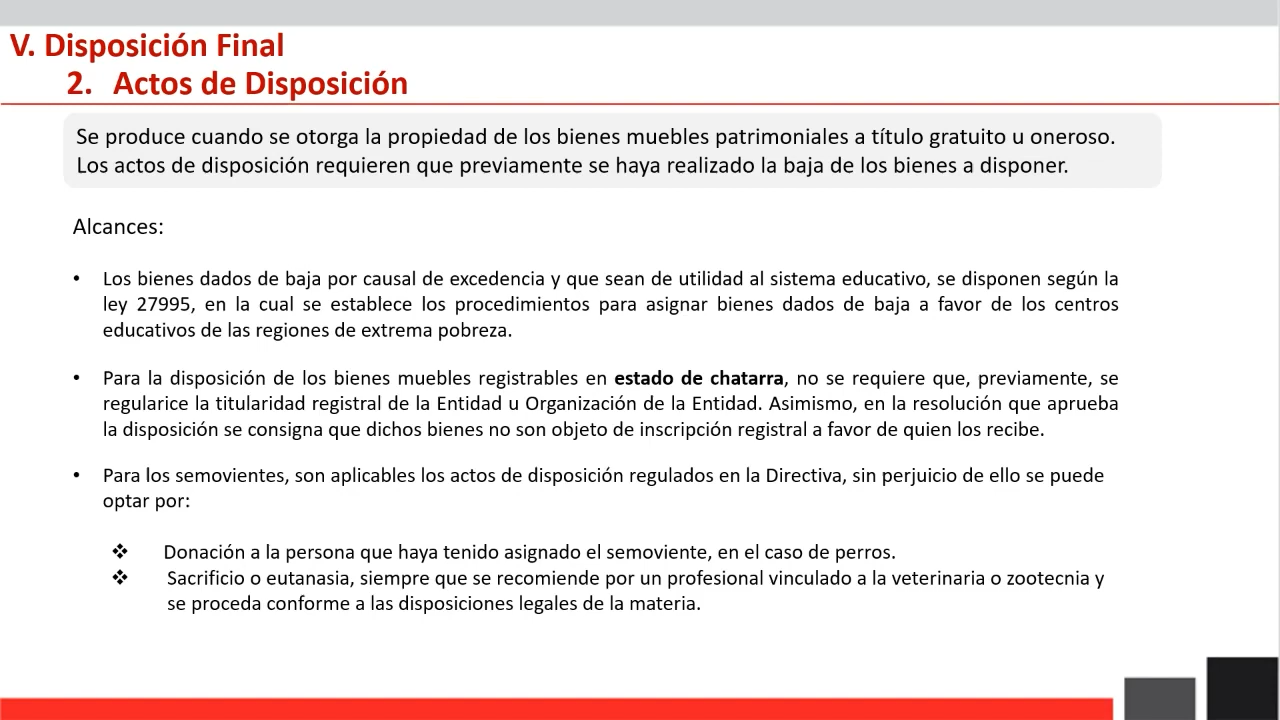 V. Disposición Final
2. Actos de Disposición
Se produce cuando se otorga la propiedad de los bienes muebles patrimoniales a título gratuito u oneroso.
Los actos de disposición requieren que previamente se haya realizado la baja de los bienes a disponer.
Alcances:
• Los bienes dados de baja por causal de excedencia y que sean de utilidad al sistema educativo, se disponen según la
ley 27995, en la cual se establece los procedimientos para asignar bienes dados de baja a favor de los centros
educativos de las regiones de extrema pobreza.
• Para la disposición de los bienes muebles registrables en estado de chatarra, no se requiere que, previamente, se
regularice la titularidad registral de la Entidad u Organización de la Entidad. Asimismo, en la resolución que aprueba
la disposición se consigna que dichos bienes no son objeto de inscripción registral a favor de quien los recibe.
• Para los semovientes, son aplicables los actos de disposición regulados en la Directiva, sin perjuicio de ello se puede
optar por:
❖ Donación a la persona que haya tenido asignado el semoviente, en el caso de perros.
❖ Sacrificio o eutanasia, siempre que se recomiende por un profesional vinculado a la veterinaria o zootecnia y
se proceda conforme a las disposiciones legales de la materia.